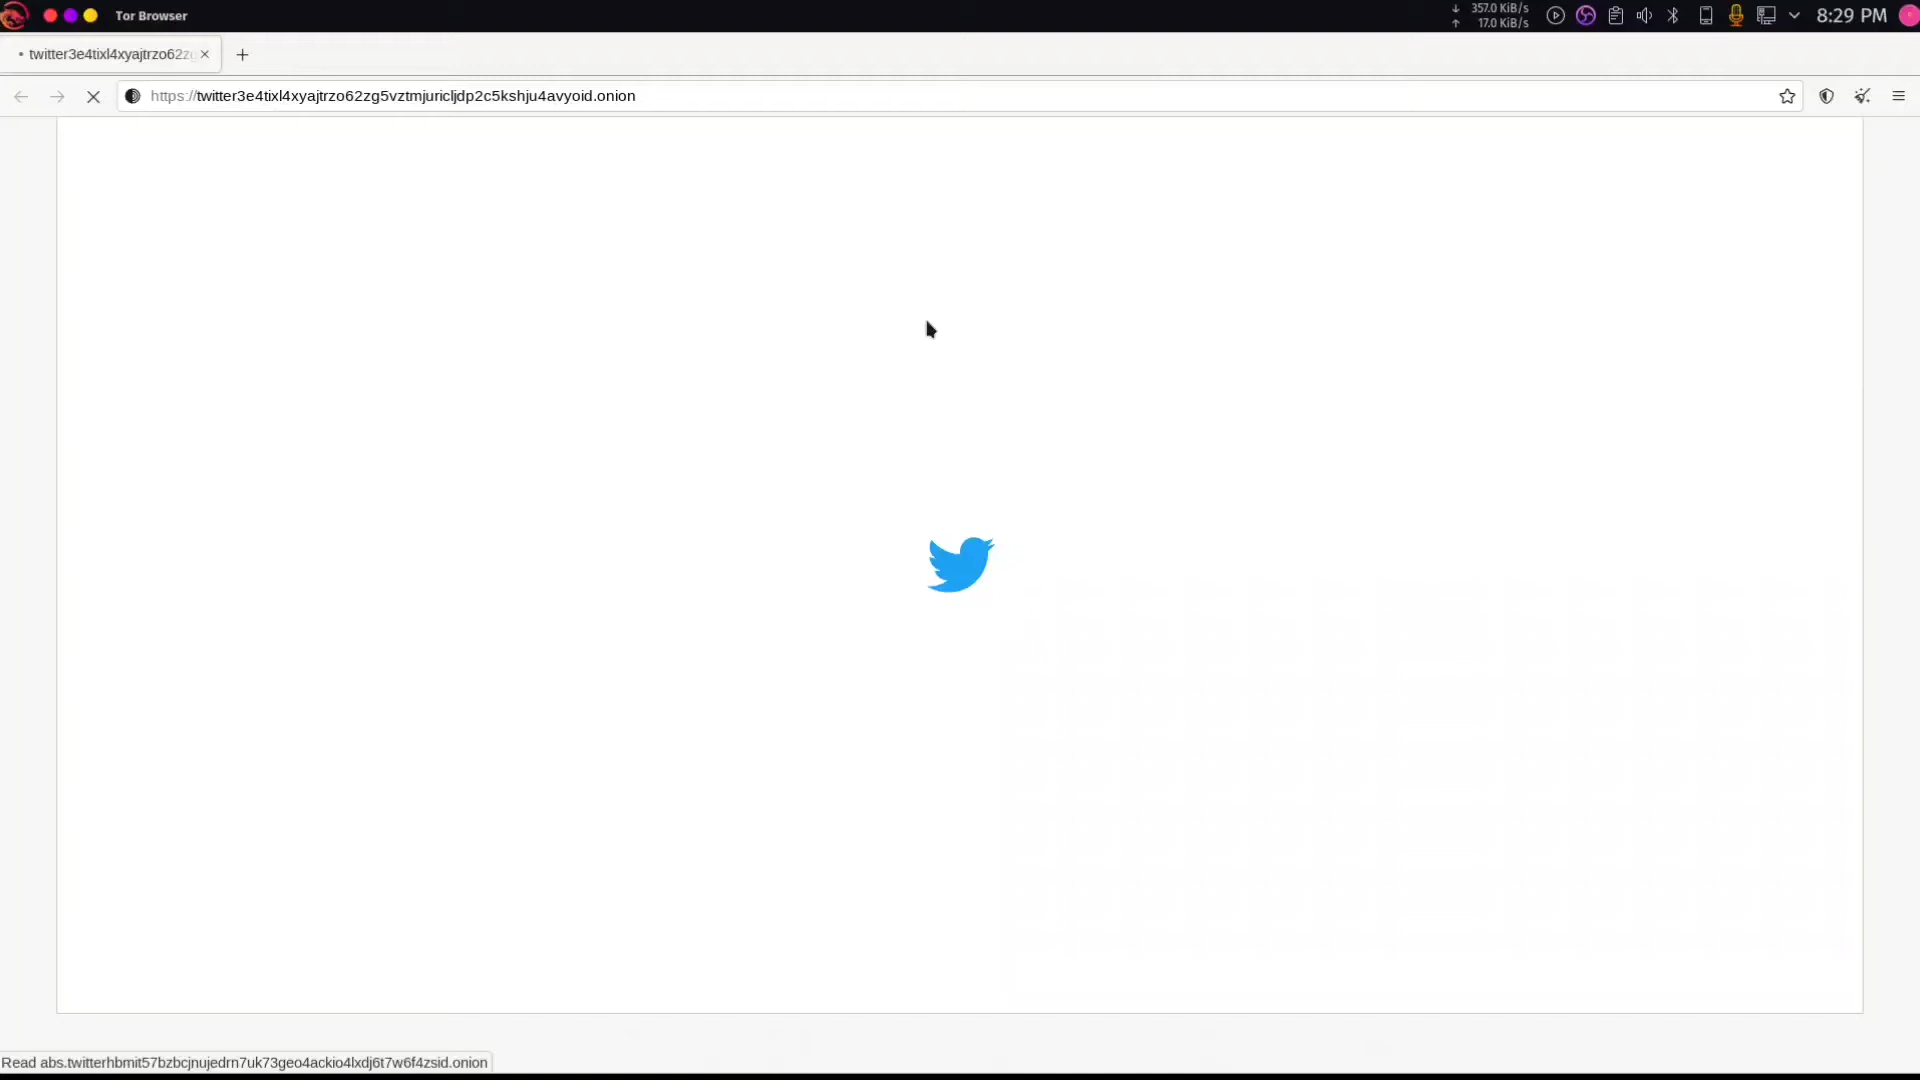 Tor Browser
357.0 KiB/s
17.0 KiB/s
8:29 PM
twitter3e4tixl4xyajtrzo62z
https://twitter3e4tixl4xyajtrzo62zg5vztmjuricljdp2c5kshju4avyoid.onion
Read abs.twitterhbmit57bzbcjnujedrn7uk73geo4ackio4lxdj6t7w6f4zsid.onion